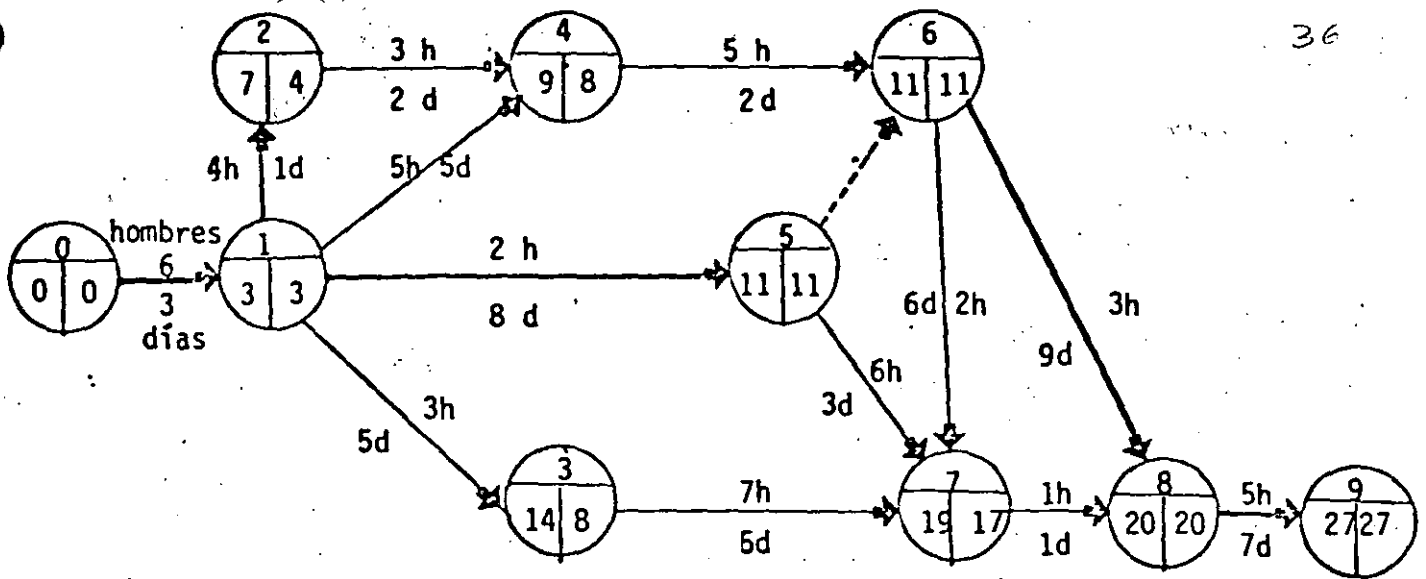 36
2
7 4
3 h
2 d
4
9 8
5 h
2d
6
11 11
4h 1d
5h 5d
hombres
6
3
días
0
0 0
1
3 3
2 h
8 d
5
11 11
6d 2h
3h
9d
6h
3d
3h
5d
3
14 8
7h
5d
7
19 17
1h
1d
8
20 20
5h
7d
9
27 27